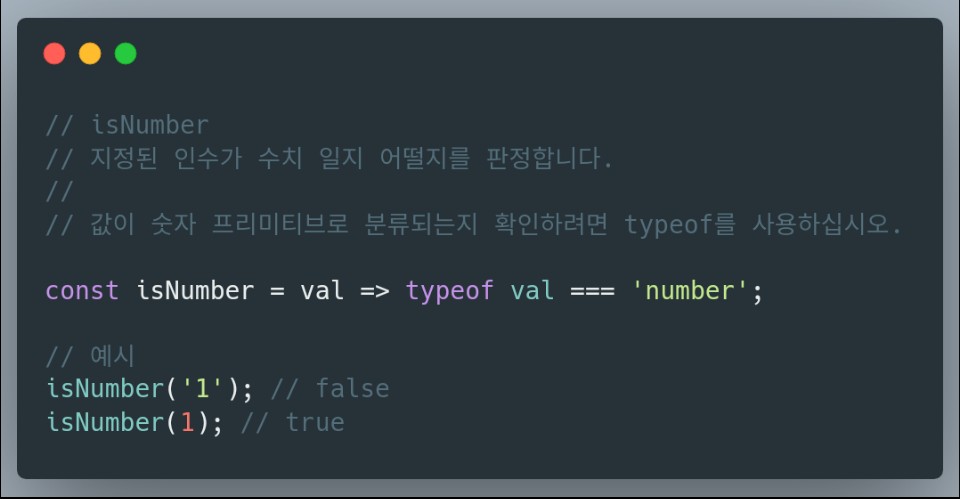 // isNumber
// 지정된 인수가 수치 일지 어떨지를 판정합니다.
//
// 값이 숫자 프리미티브로 분류되는지 확인하려면 typeof를 사용하십시오.
const isNumber = val => typeof val === 'number';
// 예시
isNumber('1'); // false
isNumber(1); // true